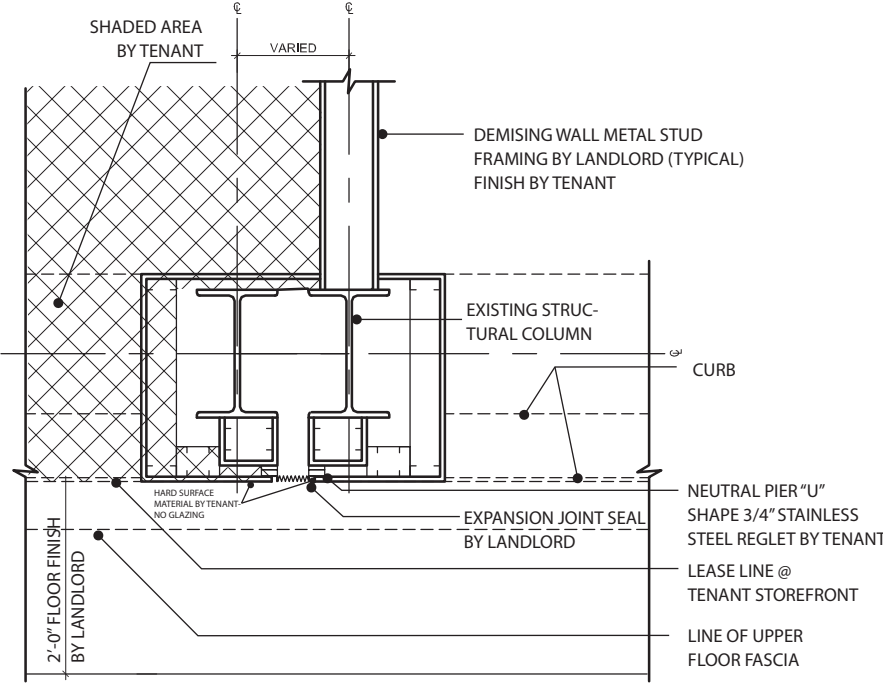 ℄
℄
SHADED AREA
BY TENANT
VARIED
DEMISING WALL METAL STUD
FRAMING BY LANDLORD (TYPICAL)
FINISH BY TENANT
EXISTING STRUC-
TURAL COLUMN
℄
CURB
HARD SURFACE
MATERIAL BY TENANT-
NO GLAZING
EXPANSION JOINT SEAL
BY LANDLORD
NEUTRAL PIER "U"
SHAPE 3/4" STAINLESS
STEEL REGLET BY TENANT
LEASE LINE @
TENANT STOREFRONT
LINE OF UPPER
FLOOR FASCIA
2'-0" FLOOR FINISH
BY LANDLORD